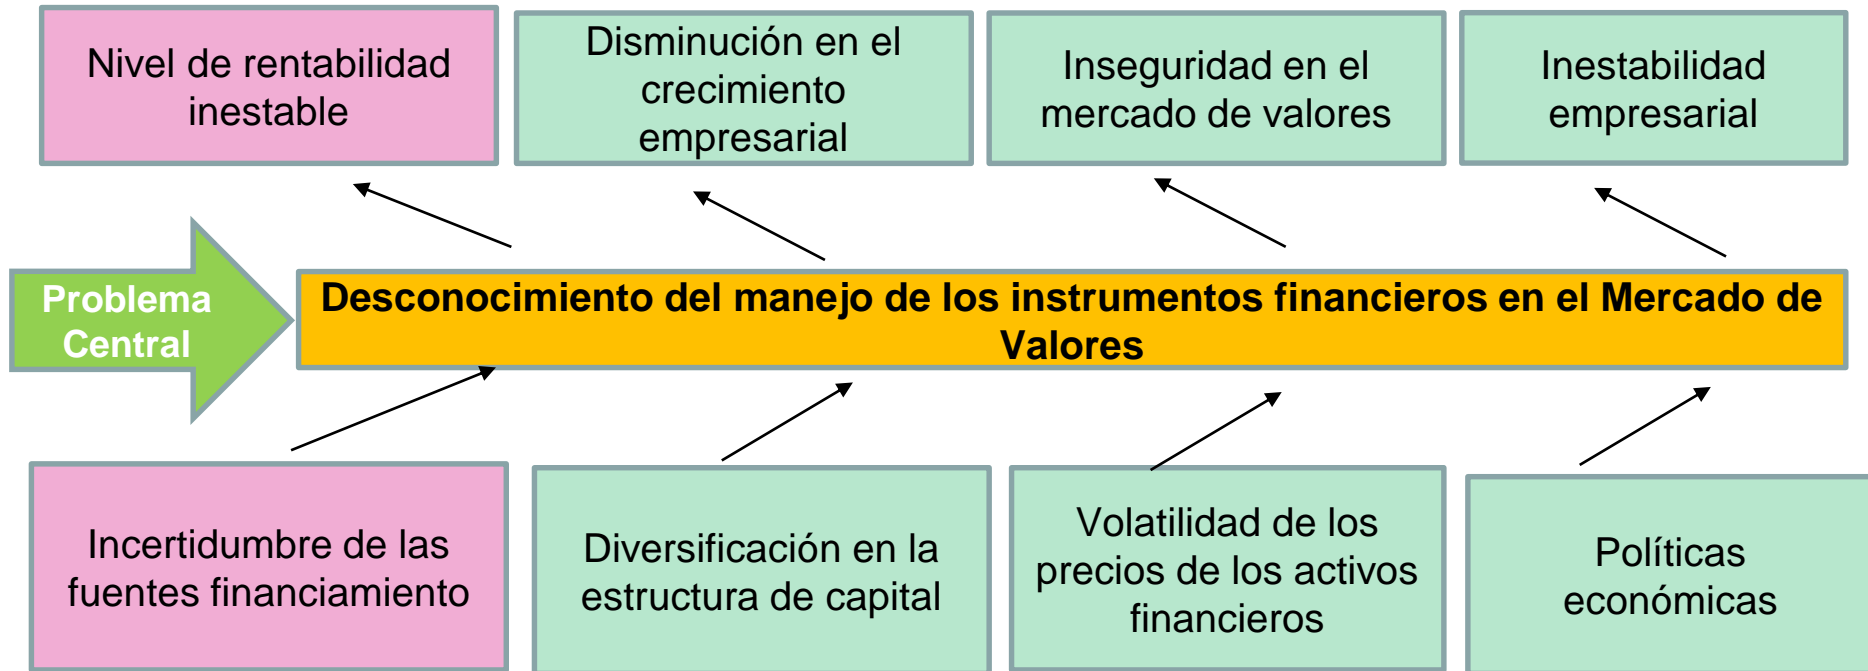 Nivel de rentabilidad
inestable
Disminución en el
crecimiento
empresarial
Inseguridad en el
mercado de valores
Inestabilidad
empresarial
Problema
Central
Desconocimiento del manejo de los instrumentos financieros en el Mercado de
Valores
Incertidumbre de las
fuentes financiamiento
Diversificación en la
estructura de capital
Volatilidad de los
precios de los activos
financieros
Políticas
económicas